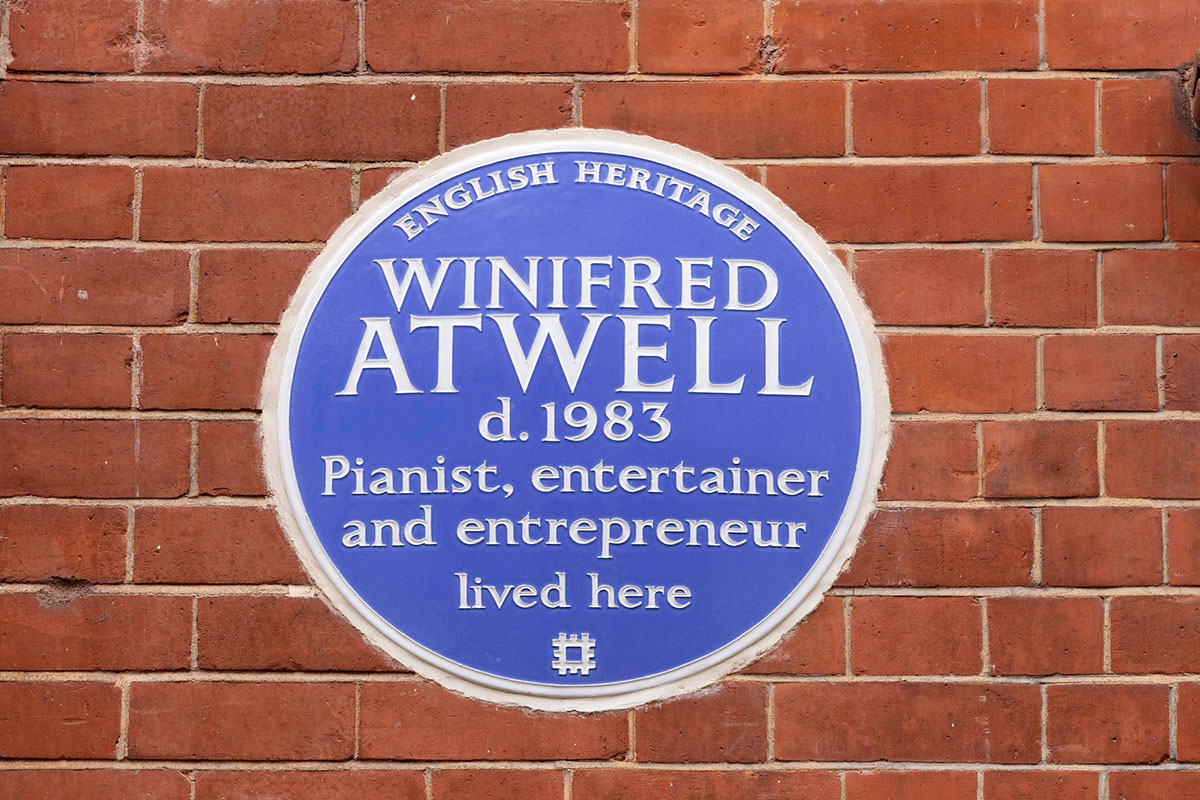 ENGLISH HERITAGE
WINIFRED
ATWELL
d. 1983
Pianist, entertainer
and entrepreneur
lived here